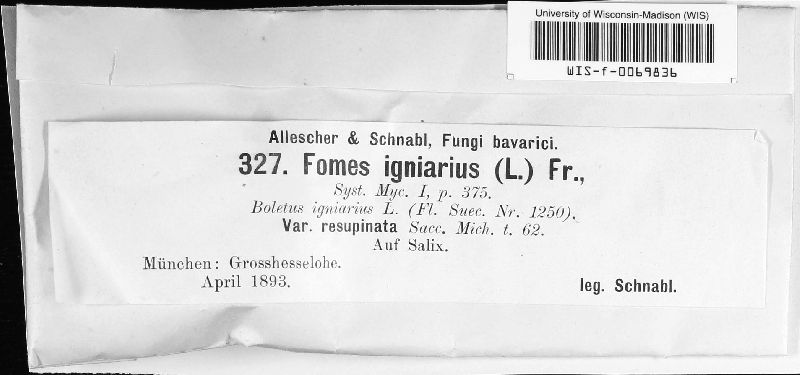 University of Wisconsin-Madison (WIS)
WIS-f-0069836
Allescher & Schnabl, Fungi bavarici.
327. Fomes igniarius (L.) Fr.,
Syst. Myc. I, p. 375.
Boletus igniarius L. (Fl. Suec. Nr. 1250),
Var. resupinata Sacc. Mich. t. 62.
Auf Salix.
München: Grosshesselohe.
April 1893.
leg. Schnabl.